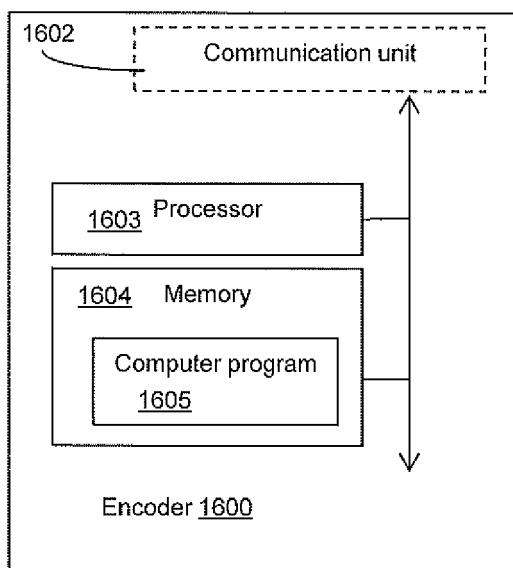 1602
Communication unit
1603 Processor
1604 Memory
Computer program
1605
Encoder 1600